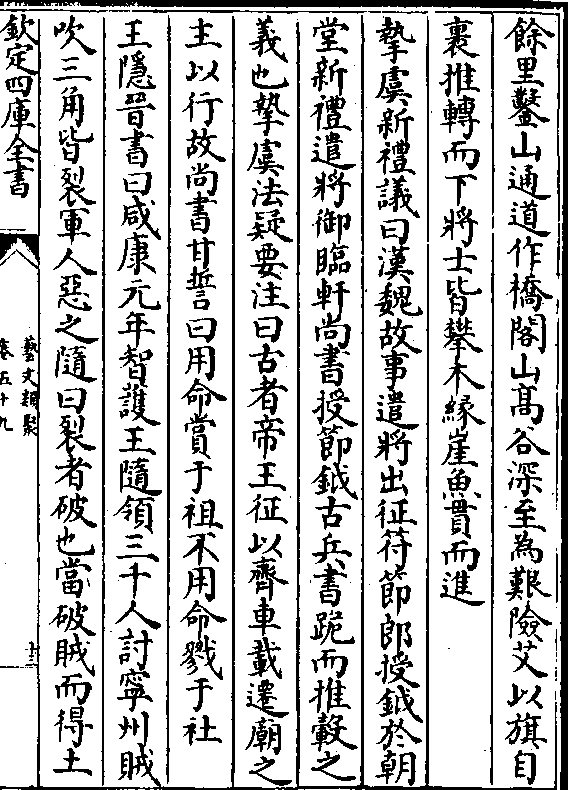 餘里鑿山通道作橋閣山髙谷深至為艱險艾以旗自
裹推轉而下將士皆攀木緣崖魚貫而進
摯虞新禮議曰漢魏故事遣將出征符節郎授鉞於朝
堂新禮遣將御臨軒尚書授節鉞古兵書跪而推轂之
義也摯虞法疑要注曰古者帝王征以齊車載遷廟之
主以行故尚書甘誓曰用命賞于祖不用命戮于社
王隱晉書曰咸康元年智護王隨領三千人討寧州賊
吹三角皆裂軍人惡之隨曰裂者破也當破賊而得土
欽定四庫全書
藝文類聚
卷五十九
十三